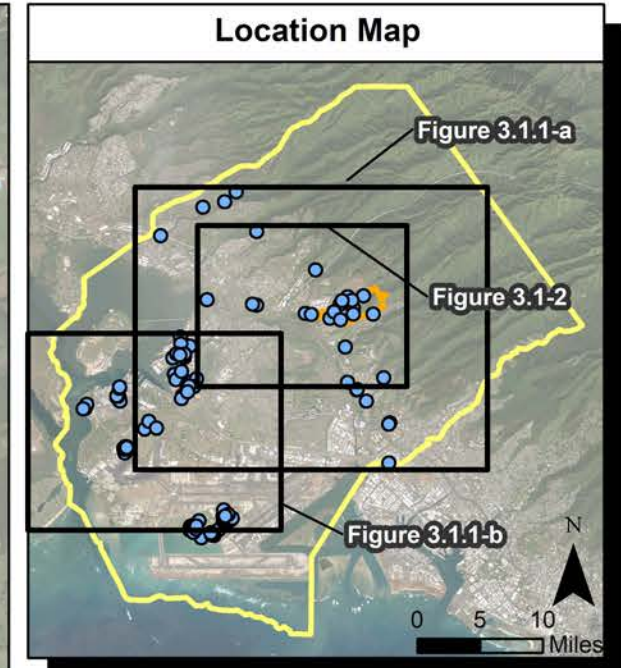 Location Map
Figure 3.1.1-a
Figure 3.1-2
Figure 3.1.1-b
N
0 5 10
Miles